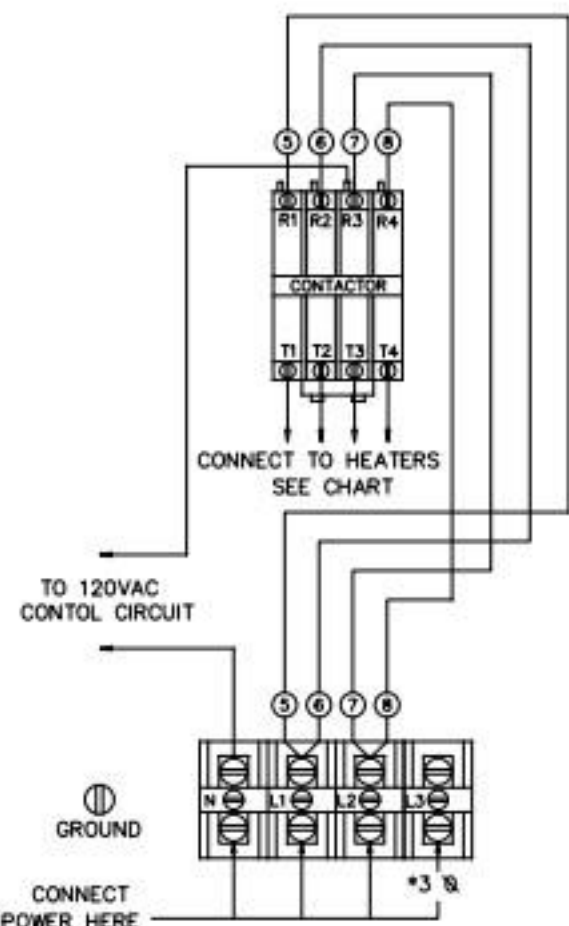 5 6 7 8
R1 R2 R3 R4
CONTACTOR
T1 T2 T3 T4
CONNECT TO HEATERS
SEE CHART
TO 120VAC
CONTOL CIRCUIT
5 6 7 8
N L1 L2 L3
GROUND
*3
CONNECT
POWER HERE